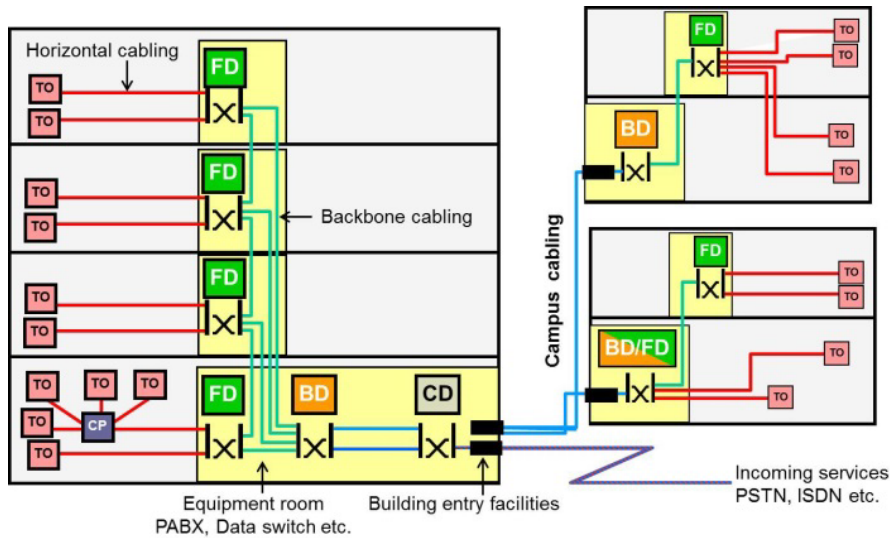 Horizontal cabling
FD
TO
TO
FD
TO
TO
Backbone cabling
FD
TO
TO
TO
TO
TO
TO
CP
TO
FD
BD
CD
Equipment room
PABX, Data switch etc.
Building entry facilities
Campus cabling
FD
TO
TO
BD
TO
TO
FD
TO
TO
BD/FD
TO
TO
Incoming services
PSTN, ISDN etc.